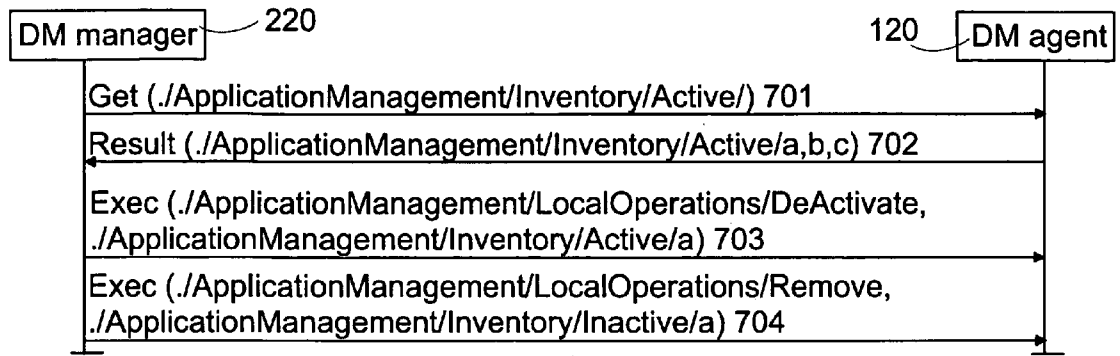 DM manager 220
120 DM agent
Get (./ApplicationManagement/Inventory/Active/) 701
Result (./ApplicationManagement/Inventory/Active/a,b,c) 702
Exec (./ApplicationManagement/LocalOperations/DeActivate,
./ApplicationManagement/Inventory/Active/a) 703
Exec (./ApplicationManagement/LocalOperations/Remove,
./ApplicationManagement/Inventory/Inactive/a) 704